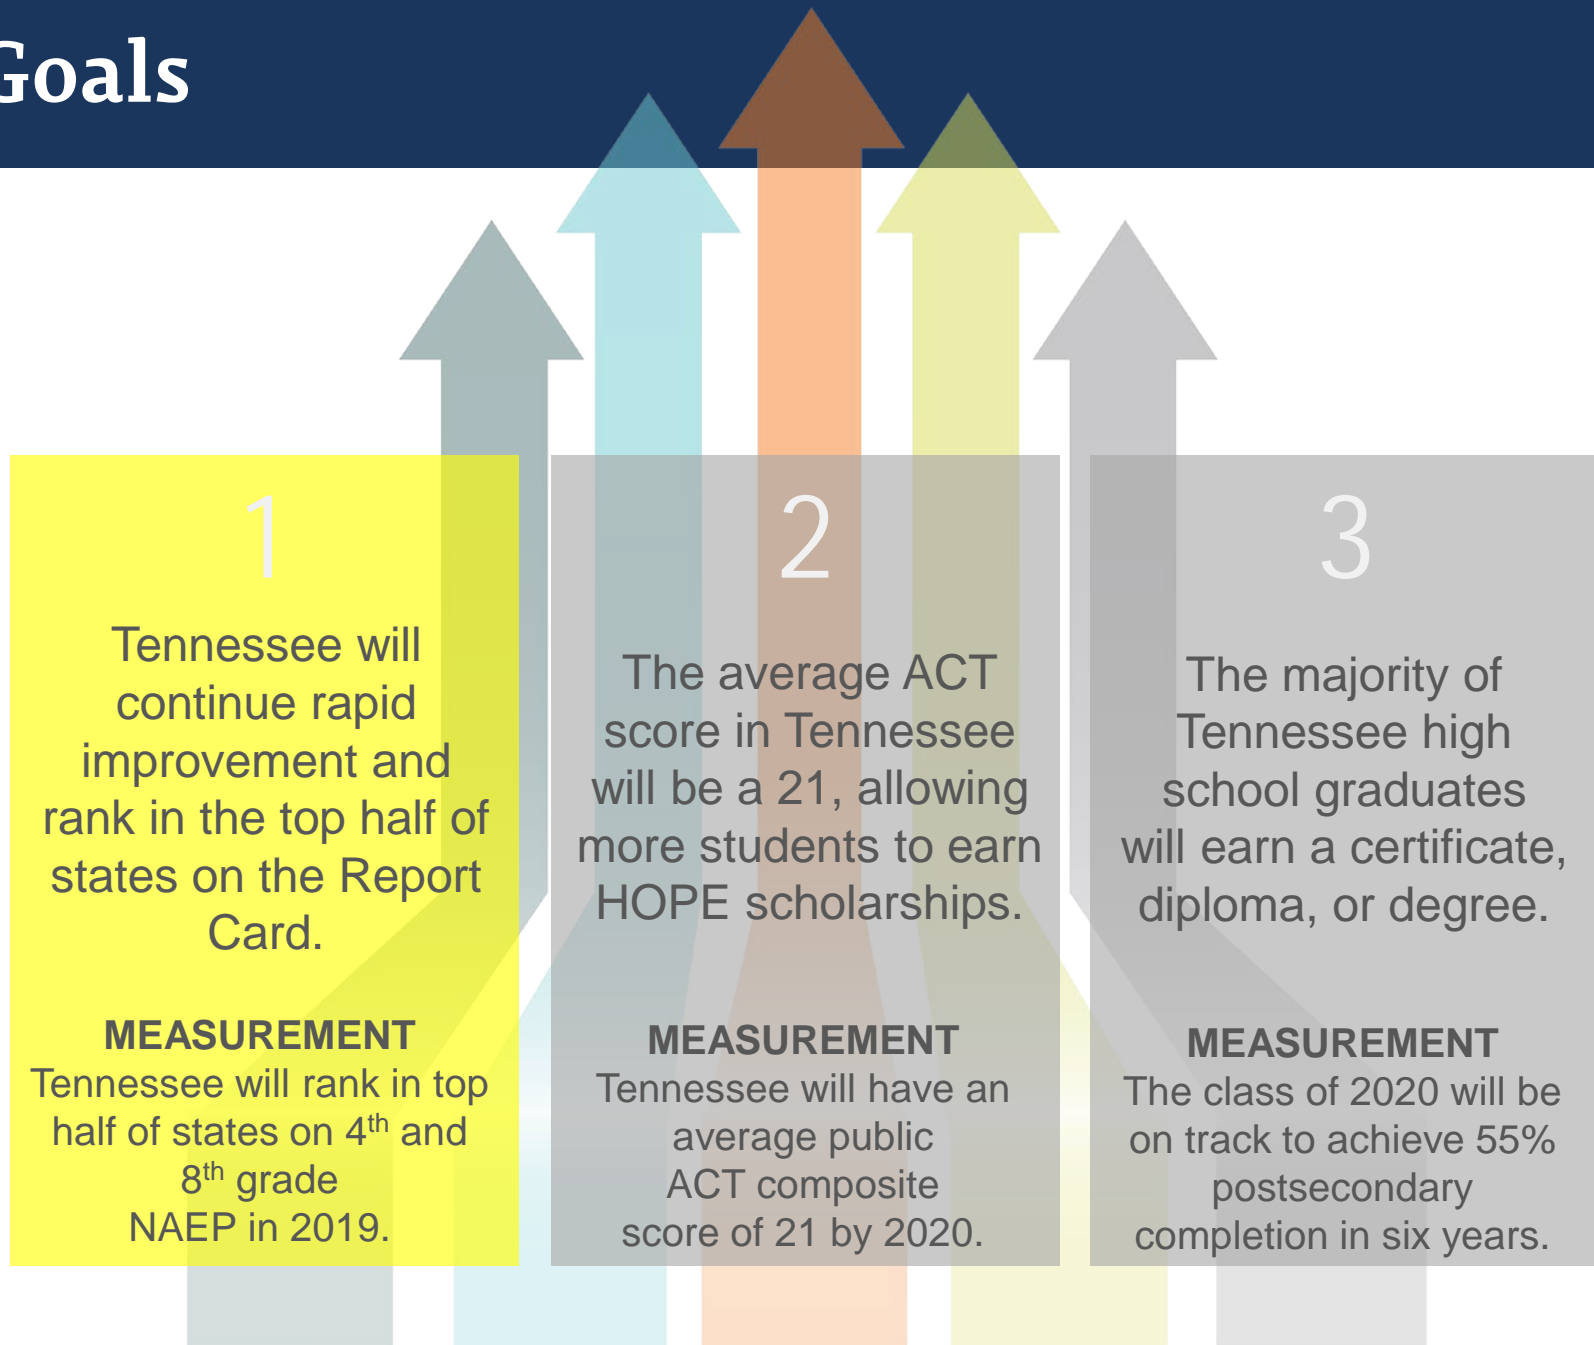 Goals
1
Tennessee will
continue rapid
improvement and
rank in the top half of
states on the Report
Card.
MEASUREMENT
Tennessee will rank in top
half of states on 4th and
8th grade
NAEP in 2019.
2
The average ACT
score in Tennessee
will be a 21, allowing
more students to earn
HOPE scholarships.
MEASUREMENT
Tennessee will have an
average public
ACT composite
score of 21 by 2020.
3
The majority of
Tennessee high
school graduates
will earn a certificate,
diploma, or degree.
MEASUREMENT
The class of 2020 will be
on track to achieve 55%
postsecondary
completion in six years.